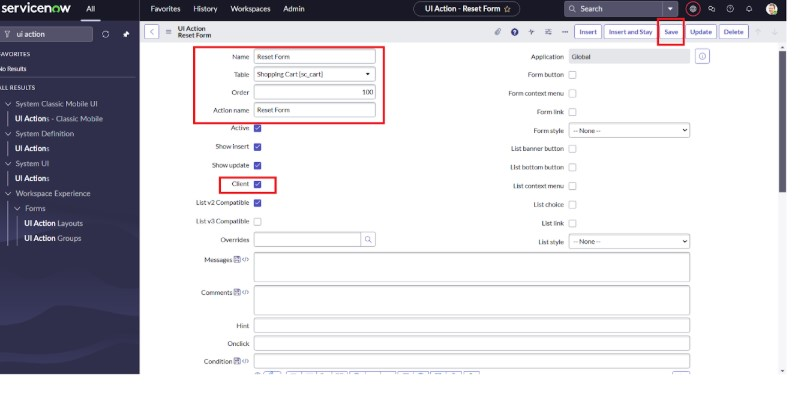 servicenow
All
Favorites
History
Workspaces
Admin
UI Action - Reset Form
Search
ui action
UI Action
Reset Form
Insert
Insert and Stay
Save
Update
Delete
FAVORITES
No Results
ALL RESULTS
System Classic Mobile UI
UI Actions - Classic Mobile
System Definition
UI Actions
System UI
UI Actions
Workspace Experience
Forms
UI Action Layouts
UI Action Groups
Name
Reset Form
Table
Shopping Cart [sc_cart]
Order
100
Action name
Reset Form
Active
Show insert
Show update
Client
List v2 Compatible
List v3 Compatible
Overrides
Application
Global
Form button
Form context menu
Form link
Form style
-- None --
List banner button
List bottom button
List context menu
List choice
List link
List style
-- None --
Messages
Comments
Hint
Onclick
Condition